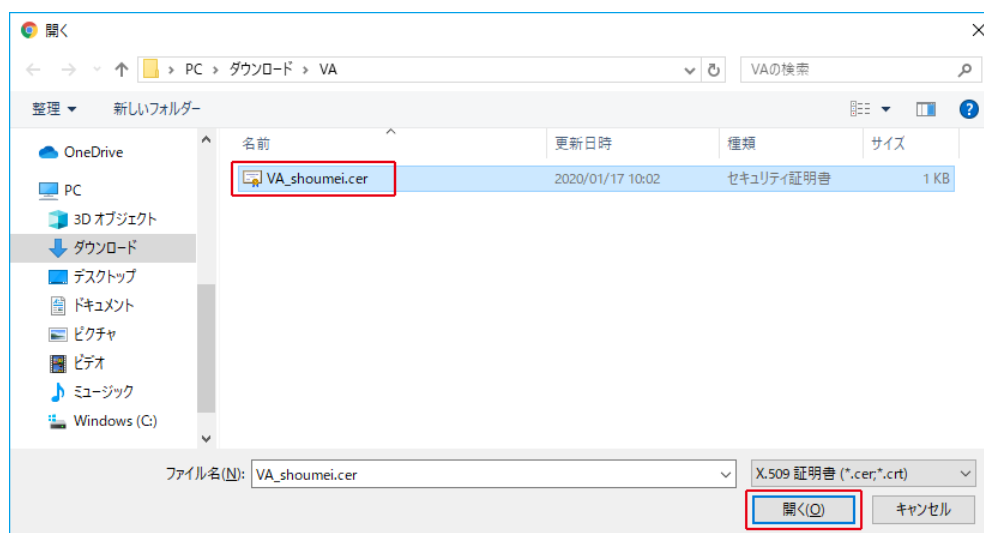 開く
PC > ダウンロード > VA
VAの検索
整理
新しいフォルダー
名前
更新日時
種類
サイズ
VA_shoumei.cer
2020/01/17 10:02
セキュリティ証明書
1 KB
OneDrive
PC
3D オブジェクト
ダウンロード
デスクトップ
ドキュメント
ピクチャ
ビデオ
ミュージック
Windows (C:)
ファイル名(N):
VA_shoumei.cer
X.509 証明書 (*.cer;*.crt)
開く(O)
キャンセル